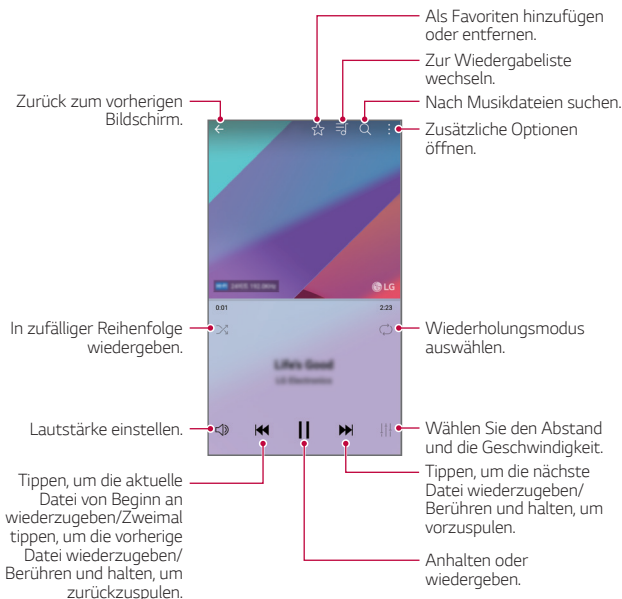 Als Favoriten hinzufügen
oder entfernen.
Zur Wiedergabeliste
wechseln.
Nach Musikdateien suchen.
Zusätzliche Optionen
öffnen.
Zurück zum vorherigen
Bildschirm.
LG
0:01
2:23
In zufälliger Reihenfolge
wiedergeben.
Wiederholungsmodus
auswählen.
Life's Good
LG Electronics
Lautstärke einstellen.
Wählen Sie den Abstand
und die Geschwindigkeit.
Tippen, um die aktuelle
Datei von Beginn an
wiederzugeben/Zweimal
tippen, um die vorherige
Datei wiederzugeben/
Berühren und halten, um
zurückzuspulen.
Tippen, um die nächste
Datei wiederzugeben/
Berühren und halten, um
vorzuspulen.
Anhalten oder
wiedergeben.